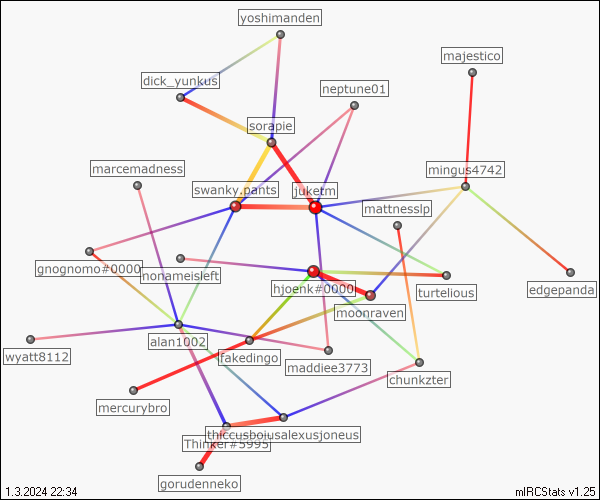 yoshimanden
majestico
dick_yunkus
neptune01
sorapie
marcemadness
mingus4742
swanky.pants
juketm
mattnesslp
gnognomo#0000
nonameisleft
hjoenk#0000
turtelious
edgepanda
moonraven
alan1002
wyatt8112
fakedingo
maddiee3773
chunkzter
mercurybro
thiccusboiusalexusjoneus
Thinker#5995
gorudenneko
1.3.2024 22:34
mIRCStats v1.25